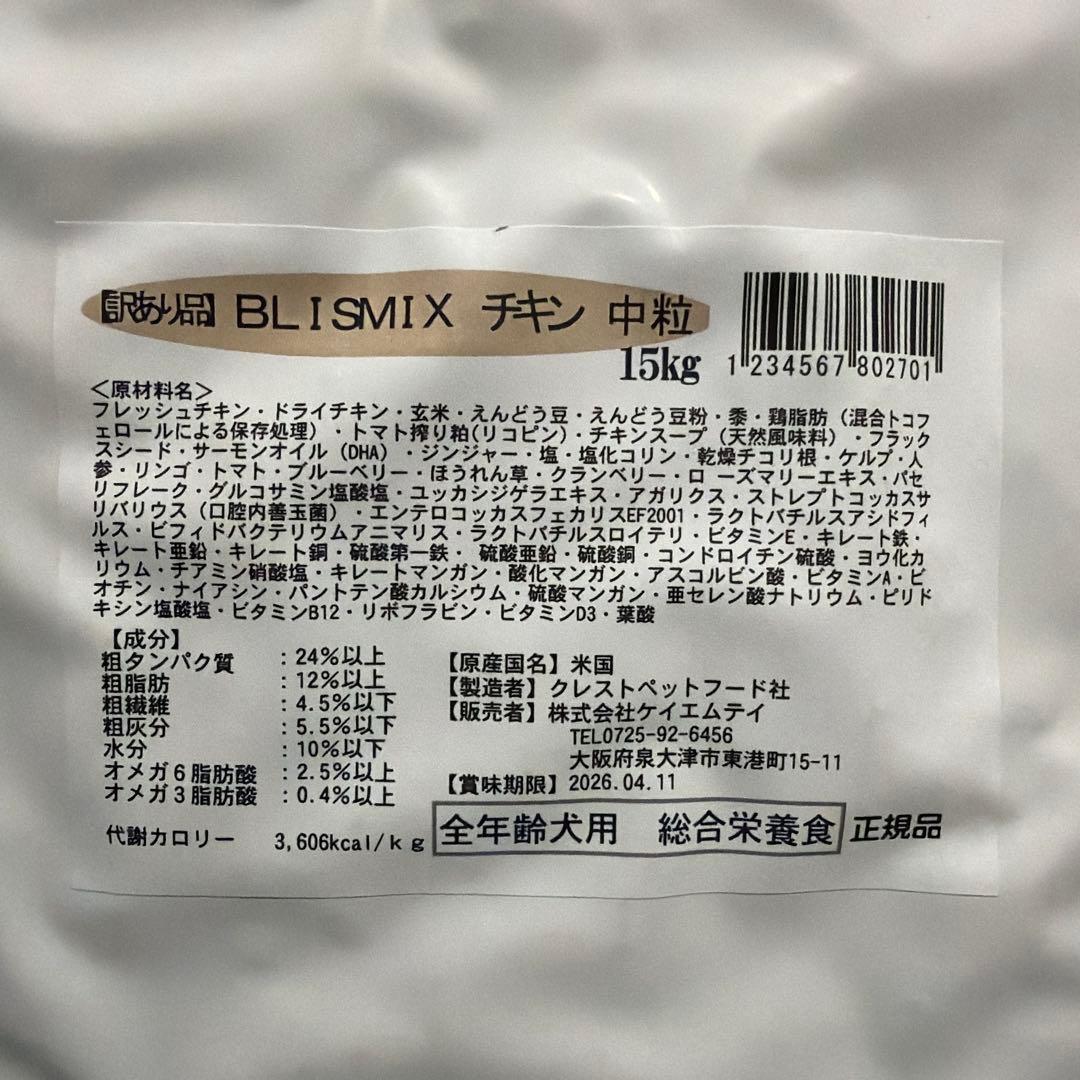 【訳あり品】BLISMIX チキン 中粒
15kg
1 234567 802701
＜原材料名＞
フレッシュチキン・ドライチキン・玄米・えんどう豆・えんどう豆粉・黍・鶏脂肪（混合トコフ
ェロールによる保存処理）・トマト搾り粕(リコピン)・チキンスープ（天然風味料）・フラック
スシード・サーモンオイル（DHA）・ジンジャー・塩・塩化コリン・乾燥チコリ根・ケルプ・人
参・リンゴ・トマト・ブルーベリー・ほうれん草・クランベリー・ローズマリーエキス・パセ
リフレーク・グルコサミン塩酸塩・ユッカシジゲラエキス・アガリクス・ストレプトコッカスサ
リバリウス（口腔内善玉菌）・エンテロコッカスフェカリスEF2001・ラクトバチルスアシドフィ
ルス・ビフィドバクテリウムアニマリス・ラクトバチルスロイテリ・ビタミンE・キレート鉄・
キレート亜鉛・キレート銅・硫酸第一鉄・ 硫酸亜鉛・硫酸銅・コンドロイチン硫酸・ヨウ化カ
リウム・チアミン硝酸塩・キレートマンガン・酸化マンガン・アスコルビン酸・ビタミンA・ビ
オチン・ナイアシン・パントテン酸カルシウム・硫酸マンガン・亜セレン酸ナトリウム・ピリド
キシン塩酸塩・ビタミンB12・リボフラビン・ビタミンD3・葉酸
【成分】
粗タンパク質 ：24%以上
粗脂肪 ：12%以上
粗繊維 ：4.5%以下
粗灰分 ：5.5%以下
水分 ：10%以下
オメガ６脂肪酸 ：2.5%以上
オメガ３脂肪酸 ：0.4%以上
代謝カロリー 3,606kcal/ｋｇ
【原産国名】米国
【製造者】クレストペットフード社
【販売者】株式会社ケイエムテイ
TEL0725-92-6456
大阪府泉大津市東港町15-11
【賞味期限】2026.04.11
全年齢犬用 総合栄養食 正規品